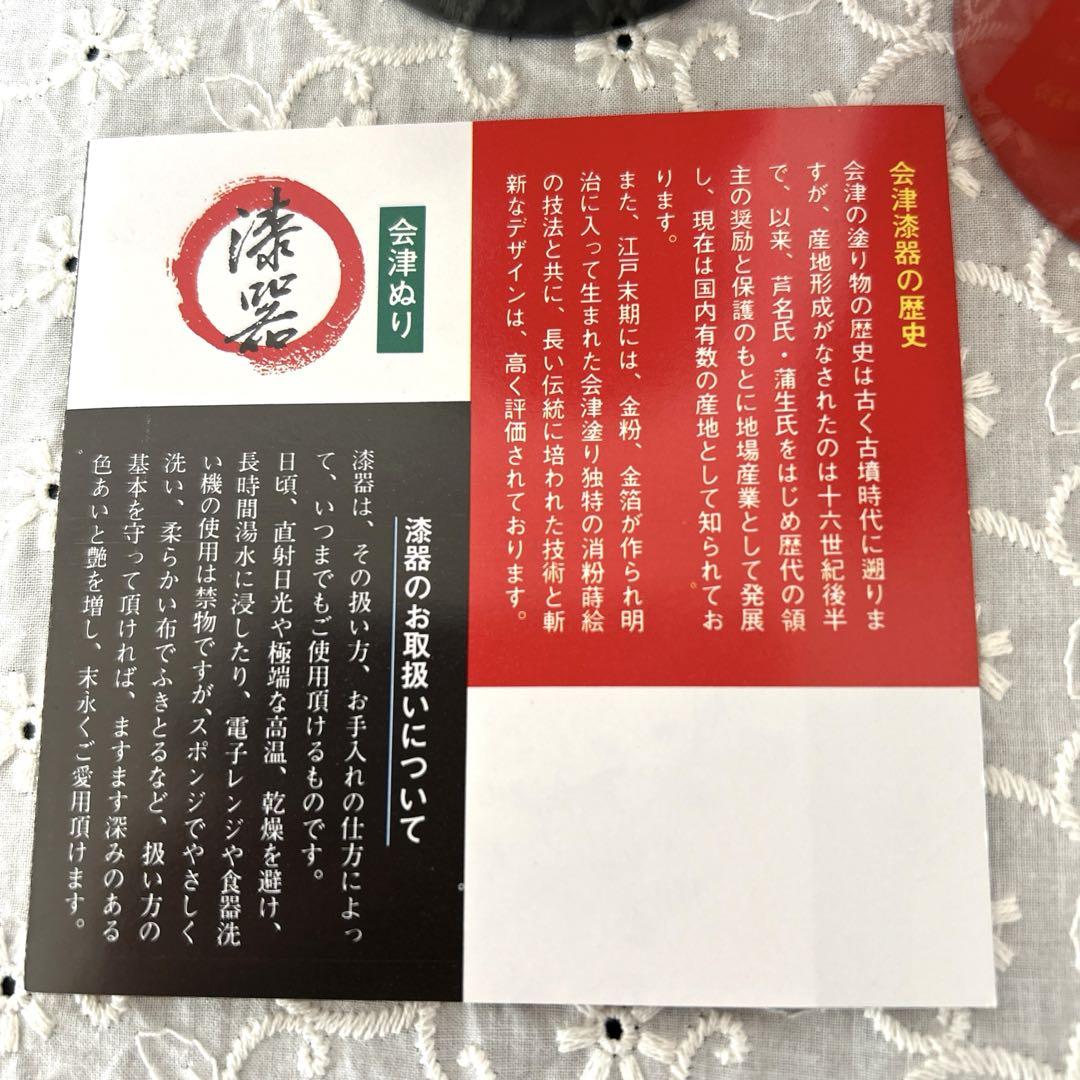 会津漆器の歴史
会津の塗り物の歴史は古く古墳時代に遡りま
すが、産地形成がなされたのは十六世紀後半
で、以来、芦名氏・蒲生氏をはじめ歴代の領
主の奨励と保護のもとに地場産業として発展
し、現在は国内有数の産地として知られてお
ります。
また、江戸末期には、金粉、金箔が作られ明
治に入って生まれた会津塗り独特の消粉蒔絵
の技法と共に、長い伝統に培われた技術と斬
新なデザインは、高く評価されております。
会津ぬり
漆器
漆器のお取扱いについて
漆器は、その扱い方、お手入れの仕方によっ
て、いつまでもご使用頂けるものです。
日頃、直射日光や極端な高温、乾燥を避け、
長時間湯水に浸したり、電子レンジや食器洗
い機の使用は禁物ですが、スポンジでやさしく
洗い、柔らかい布でふきとるなど、扱い方の
基本を守って頂ければ、ますます深みのある
色あいと艶を増し、末永くご愛用頂けます。